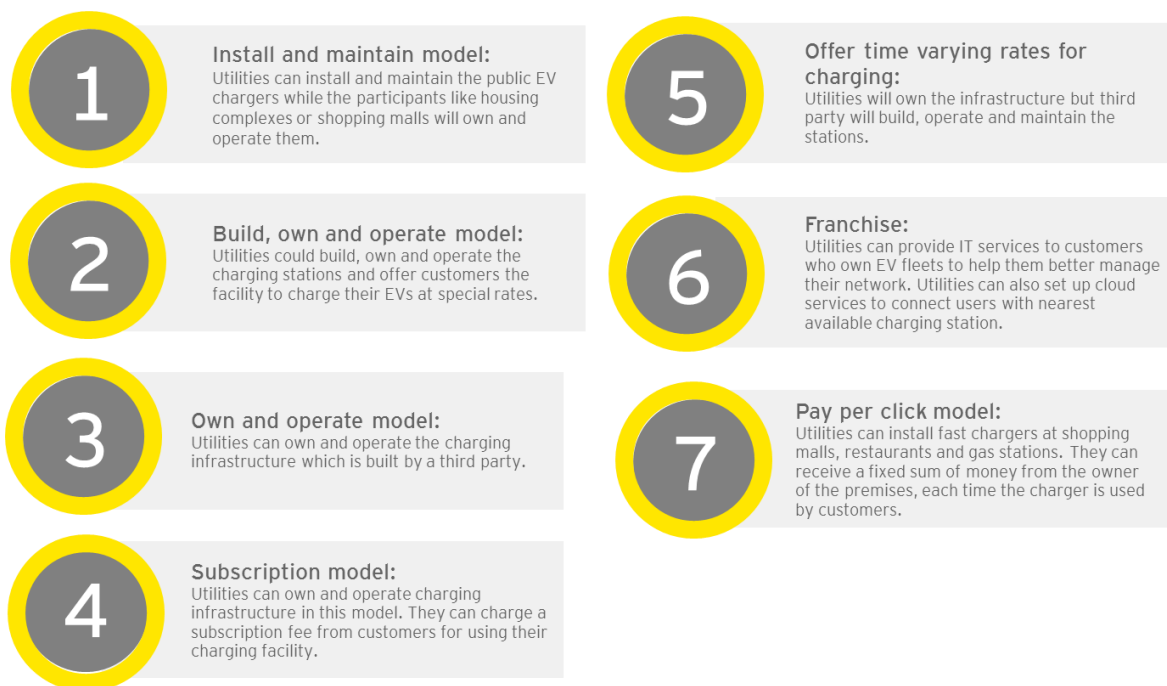 1
Install and maintain model:
Utilities can install and maintain the public EV
chargers while the participants like housing
complexes or shopping malls will own and
operate them.
2
Build, own and operate model:
Utilities could build, own and operate the
charging stations and offer customers the
facility to charge their EVs at special rates.
3
Own and operate model:
Utilities can own and operate the charging
infrastructure which is built by a third party.
4
Subscription model:
Utilities can own and operate charging
infrastructure in this model. They can charge a
subscription fee from customers for using their
charging facility.
5
Offer time varying rates for
charging:
Utilities will own the infrastructure but third
party will build, operate and maintain the
stations.
6
Franchise:
Utilities can provide IT services to customers
who own EV fleets to help them better manage
their network. Utilities can also set up cloud
services to connect users with nearest
available charging station.
7
Pay per click model:
Utilities can install fast chargers at shopping
malls, restaurants and gas stations. They can
receive a fixed sum of money from the owner
of the premises, each time the charger is used
by customers.